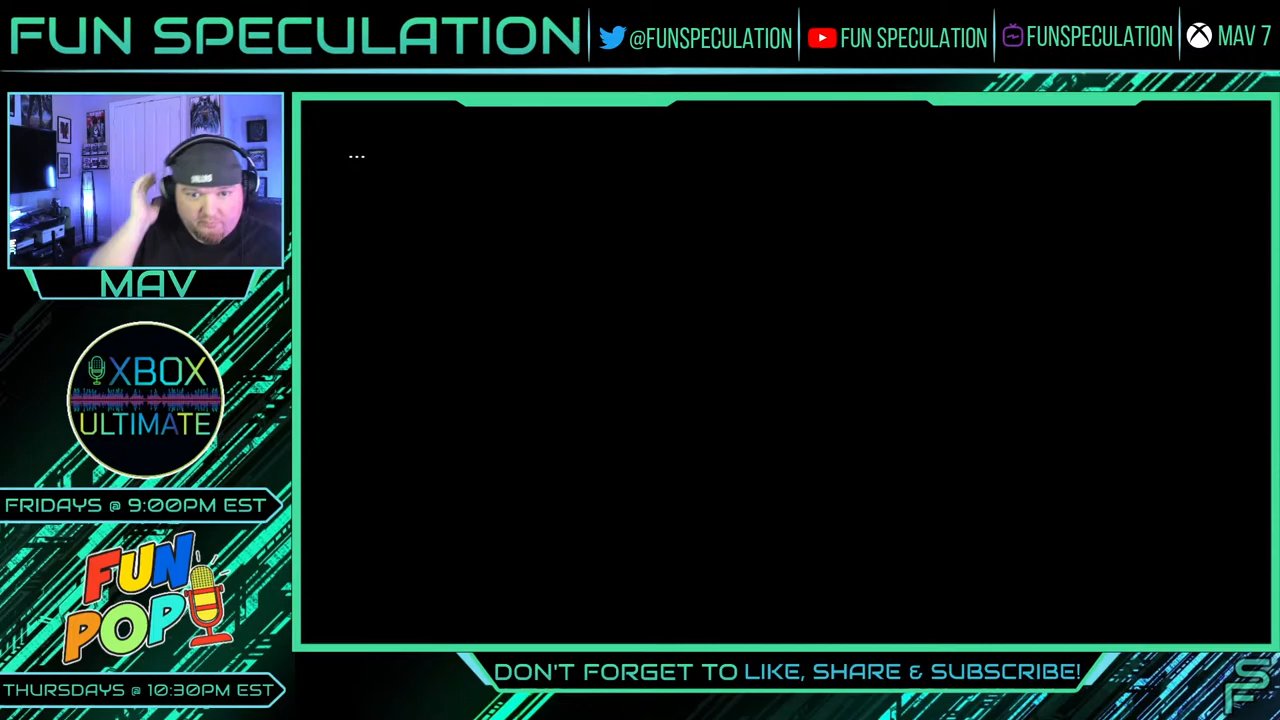 FUN SPECULATION
@FUNSPECULATION
FUN SPECULATION
FUNSPECULATION
MAV 7
...
MAV
XBOX
ULTIMATE
FRIDAYS @ 9:00PM EST
FUN
POP
THURSDAYS @ 10:30PM EST
DON'T FORGET TO LIKE, SHARE & SUBSCRIBE!
SF